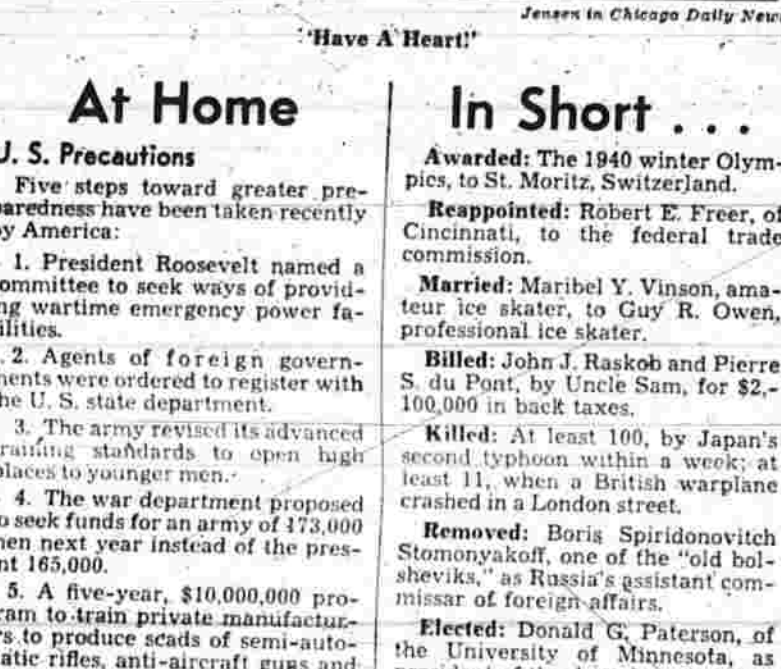 Jensen in Chicago Daily News
'Have A Heart!'
At Home
U. S. Precautions
Five steps toward greater pre-
paredness have been taken recently
by America:
1. President Roosevelt named a
committee to seek ways of provid-
ing wartime emergency power fa-
cilities.
2. Agents of foreign govern-
ments were ordered to register with
the U. S. state department.
3. The army revised its advanced
training standards to open high
places to younger men.
4. The war department proposed
to seek funds for an army of 173,000
men next year instead of the pres-
ent 165,000.
5. A five-year, $10,000,000 pro-
gram to train private manufactur-
ers to produce scads of semi-auto-
matic rifles, anti-aircraft guns and
In Short . . .
Awarded: The 1940 winter Olym-
pics, to St. Moritz, Switzerland.
Reappointed: Robert E. Freer, of
Cincinnati, to the federal trade
commission.
Married: Maribel Y. Vinson, ama-
teur ice skater, to Guy R. Owen,
professional ice skater.
Billed: John J. Raskob and Pierre
S. du Pont, by Uncle Sam, for $2,-
100,000 in back taxes.
Killed: At least 100, by Japan's
second typhoon within a week; at
least 11, when a British warplane
crashed in a London street.
Removed: Boris Spiridonovitch
Stomonyakoff, one of the "old bol-
sheviks," as Russia's assistant com-
missar of foreign affairs.
Elected: Donald G. Paterson, of
the University of Minnesota, as